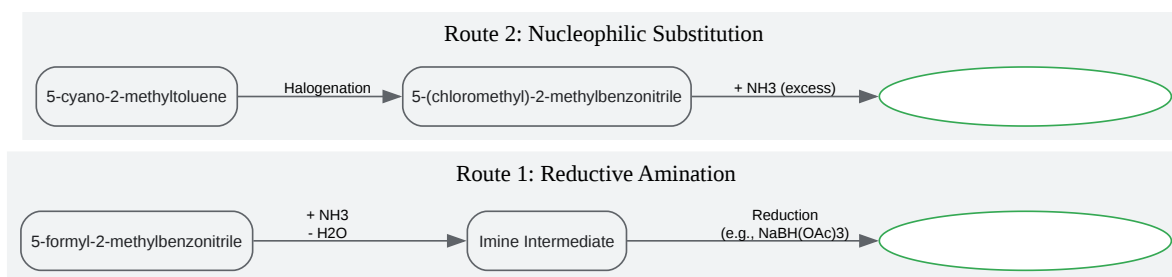 Route 2: Nucleophilic Substitution
5-cyano-2-methyltoluene
Halogenation
5-(chloromethyl)-2-methylbenzonitrile
+ NH3 (excess)
Route 1: Reductive Amination
5-formyl-2-methylbenzonitrile
+ NH3
- H2O
Imine Intermediate
Reduction
(e.g., NaBH(OAc)3)